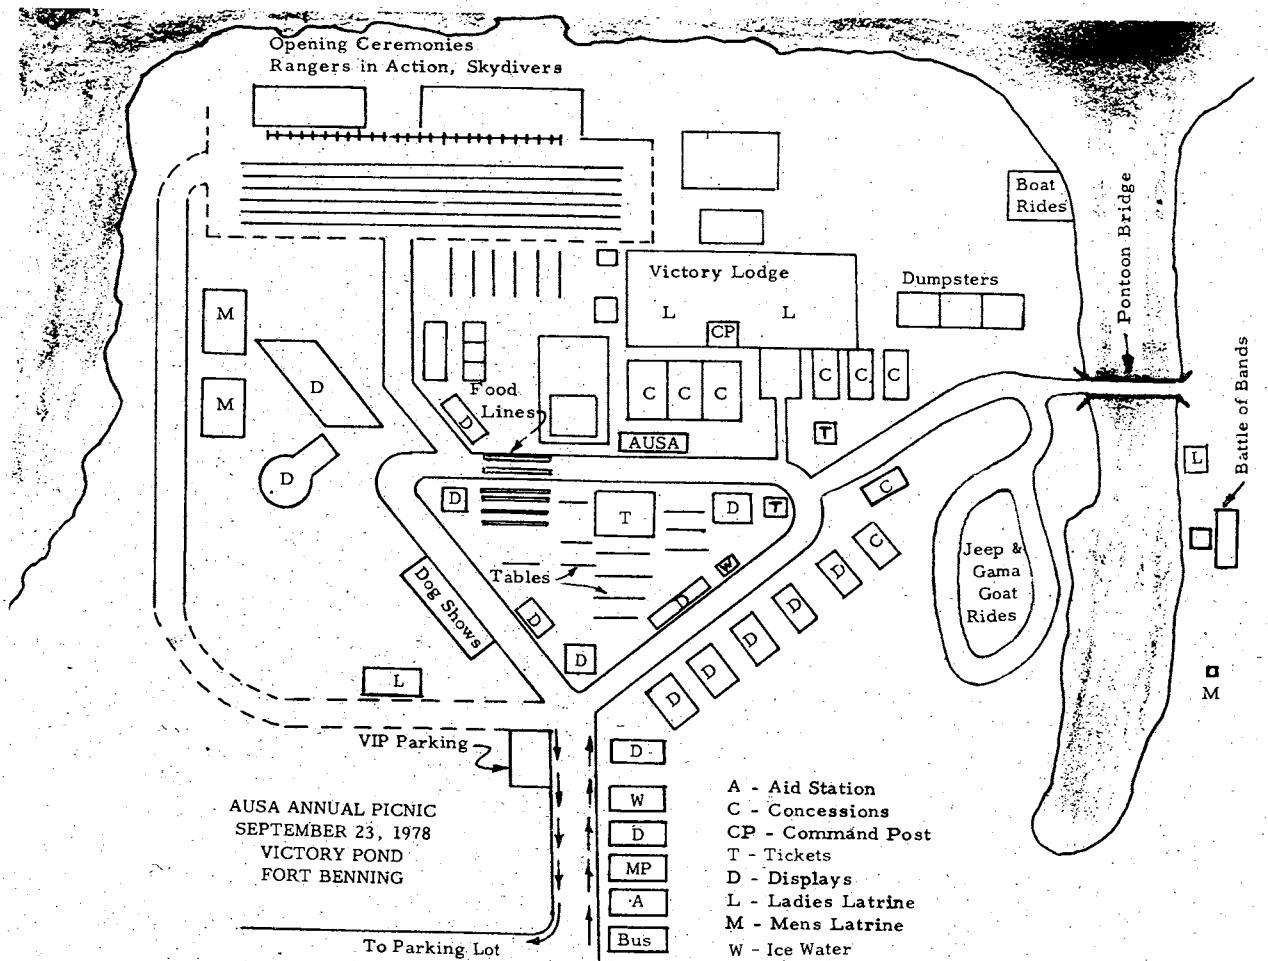 Opening Ceremonies
Rangers in Action, Skydivers
Boat
Rides
Pontoon Bridge
Victory Lodge
L
L
CP
Dumpsters
M
M
D
D
Food
Lines
D
C
C
C
C
C
C
AUSA
T
Battle of Bands
L
D
T
D
T
C
C
W
Tables
D
D
D
Dog Shows
D
D
D
D
D
Jeep &
Gama
Goat
Rides
L
M
VIP Parking
D
W
D
MP
A
Bus
AUSA ANNUAL PICNIC
SEPTEMBER 23, 1978
VICTORY POND
FORT BENNING
To Parking Lot
A - Aid Station
C - Concessions
CP - Command Post
T - Tickets
D - Displays
L - Ladies Latrine
M - Mens Latrine
W - Ice Water